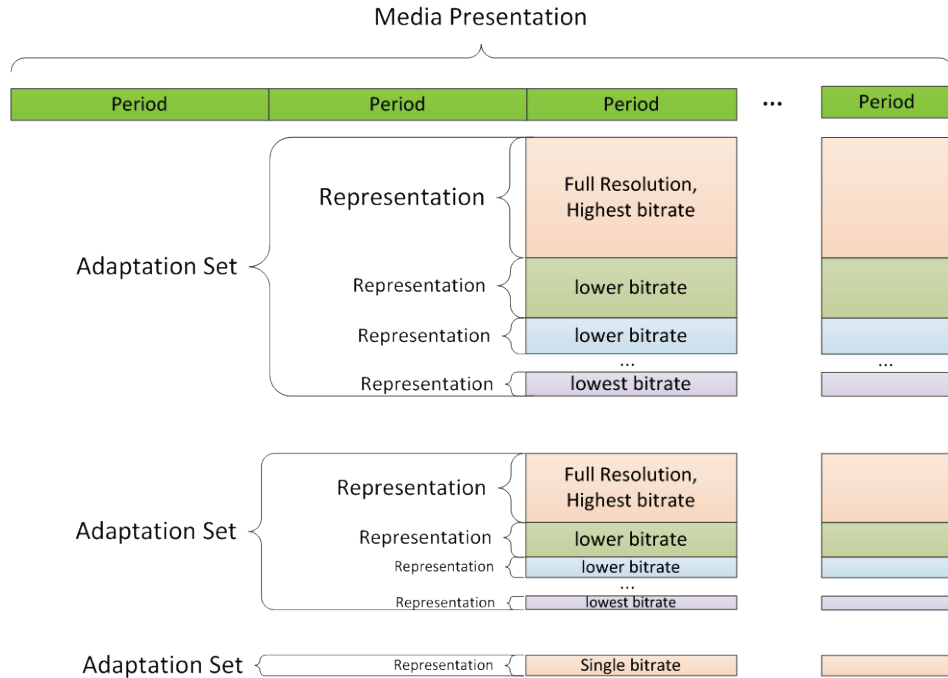 Media Presentation
Period Period Period ... Period
Representation
Full Resolution,
Highest bitrate
Adaptation Set
Representation
lower bitrate
Representation
lower bitrate
... ...
Representation
lowest bitrate
Representation
Full Resolution,
Highest bitrate
Adaptation Set
Representation
lower bitrate
Representation
lower bitrate
...
Representation
lowest bitrate
Adaptation Set
Representation
Single bitrate